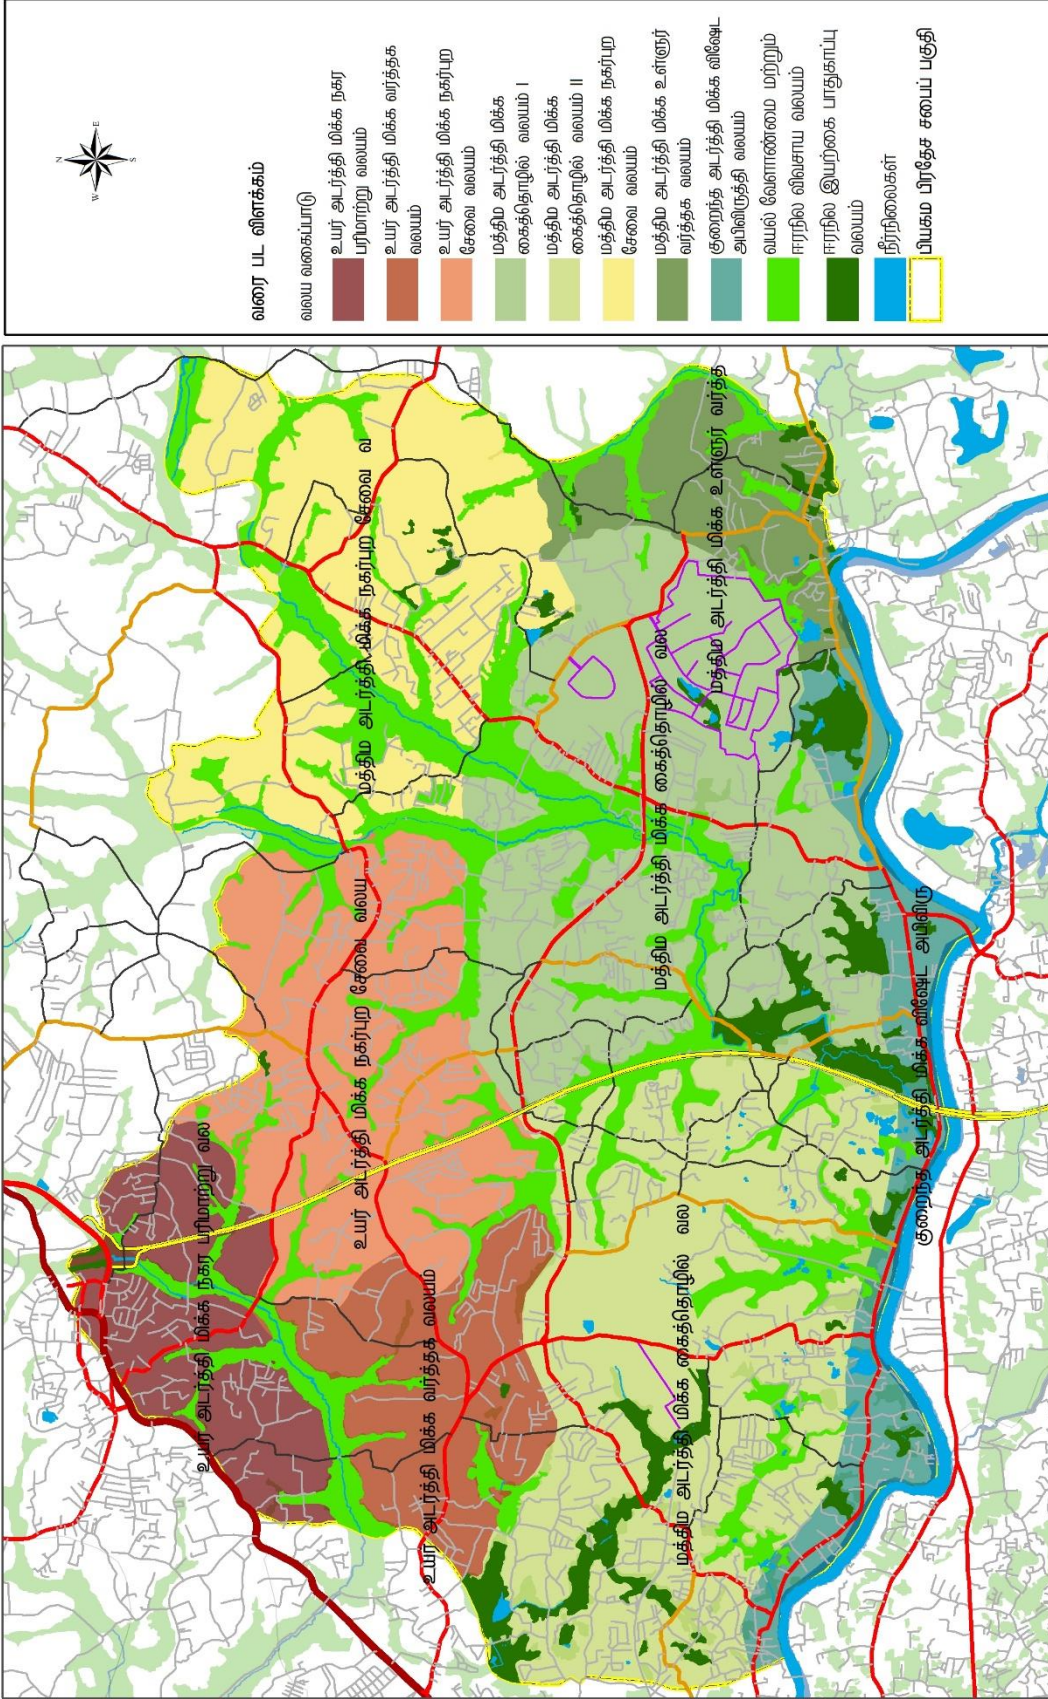 N
W
E
S
வரை பட விளக்கம்
வலய வகைப்பாடு
உயர் அடர்த்தி மிக்க நகர
பரிமாற்று வலயம்
உயர் அடர்த்தி மிக்க வர்த்தக
வலயம்
உயர் அடர்த்தி மிக்க நகர்புற
சேவை வலயம்
மத்திம அடர்த்தி மிக்க
கைத்தொழில் வலயம் I
மத்திம அடர்த்தி மிக்க
கைத்தொழில் வலயம் II
மத்திம அடர்த்தி மிக்க நகர்புற
சேவை வலயம்
மத்திம அடர்த்தி மிக்க உள்ளுர்
வர்த்தக வலயம்
குறைந்த அடர்த்தி மிக்க விஷேட
அபிவிருத்தி வலயம்
வயல் வேளாண்மை மற்றும்
ஈரநில விவசாய வலயம்
ஈரநில இயற்கை பாதுகாப்பு
வலயம்
நீர்நிலைகள்
பியகம பிரதேச சபைப் பகுதி
உயர் அடர்த்தி மிக்க நகர பரிமாற்று வல
உயர் அடர்த்தி மிக்க நகர்புற சேவை வலய
மத்திம அடர்த்தி மிக்க நகர்புற சேவை வ
உயர் அடர்த்தி மிக்க வர்த்தக வலயம்
மத்திம அடர்த்தி மிக்க கைத்தொழில் வல
மத்திம அடர்த்தி மிக்க கைத்தொழில் வல
மத்திம அடர்த்தி மிக்க உள்ளுர் வர்த்த
குறைந்த அடர்த்தி மிக்க விஷேட அபிவிரு